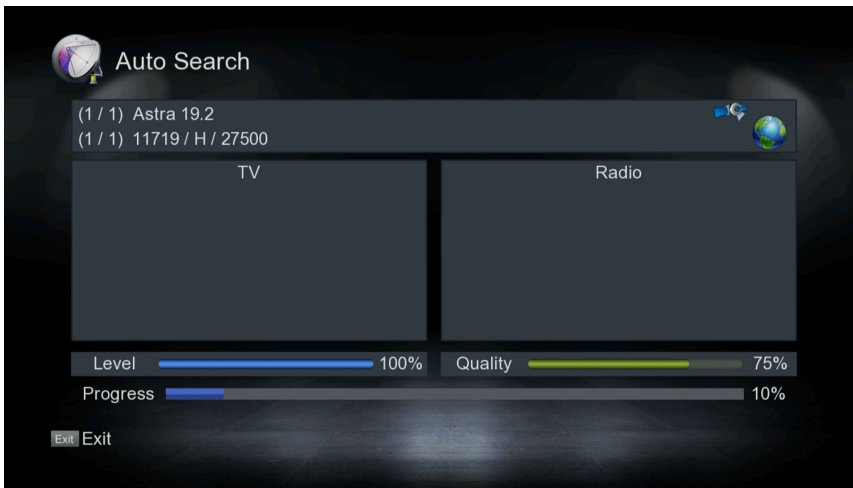 Auto Search
(1 / 1) Astra 19.2
(1 / 1) 11719 / H / 27500
TV
Radio
Level 100%
Quality 75%
Progress 10%
Exit Exit